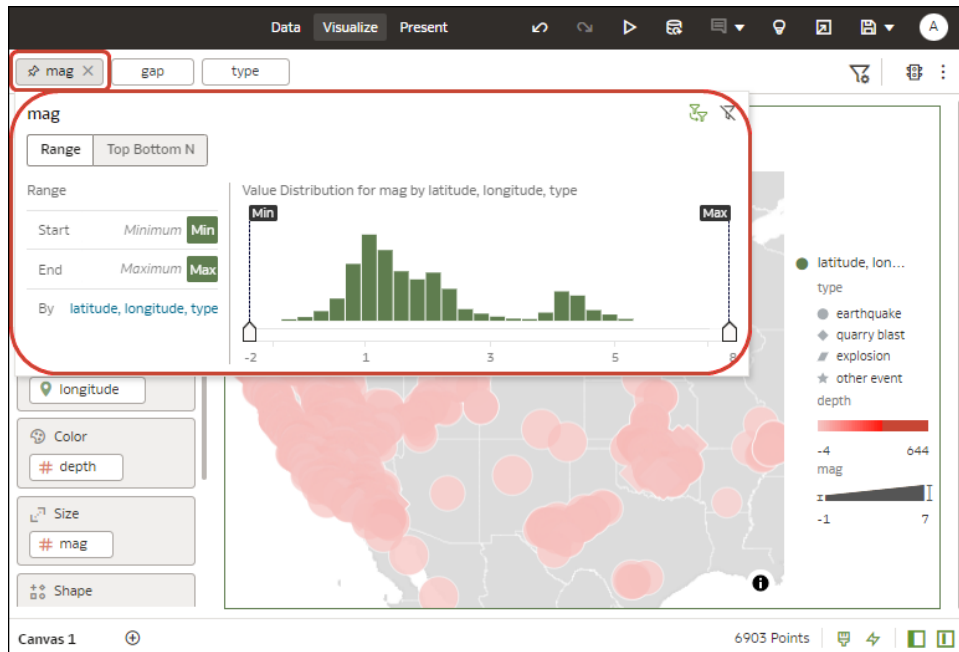 Data Visualize Present A
mag gap type
mag
Range Top Bottom N
Range
Value Distribution for mag by latitude, longitude, type
Min Max
Start Minimum Min
End Maximum Max
By latitude, longitude, type
-2 1 3 5 8
latitude, lon...
type
earthquake
quarry blast
explosion
other event
depth
-4 644
mag
-1 7
longitude
Color
# depth
Size
# mag
Shape
Canvas 1
6903 Points